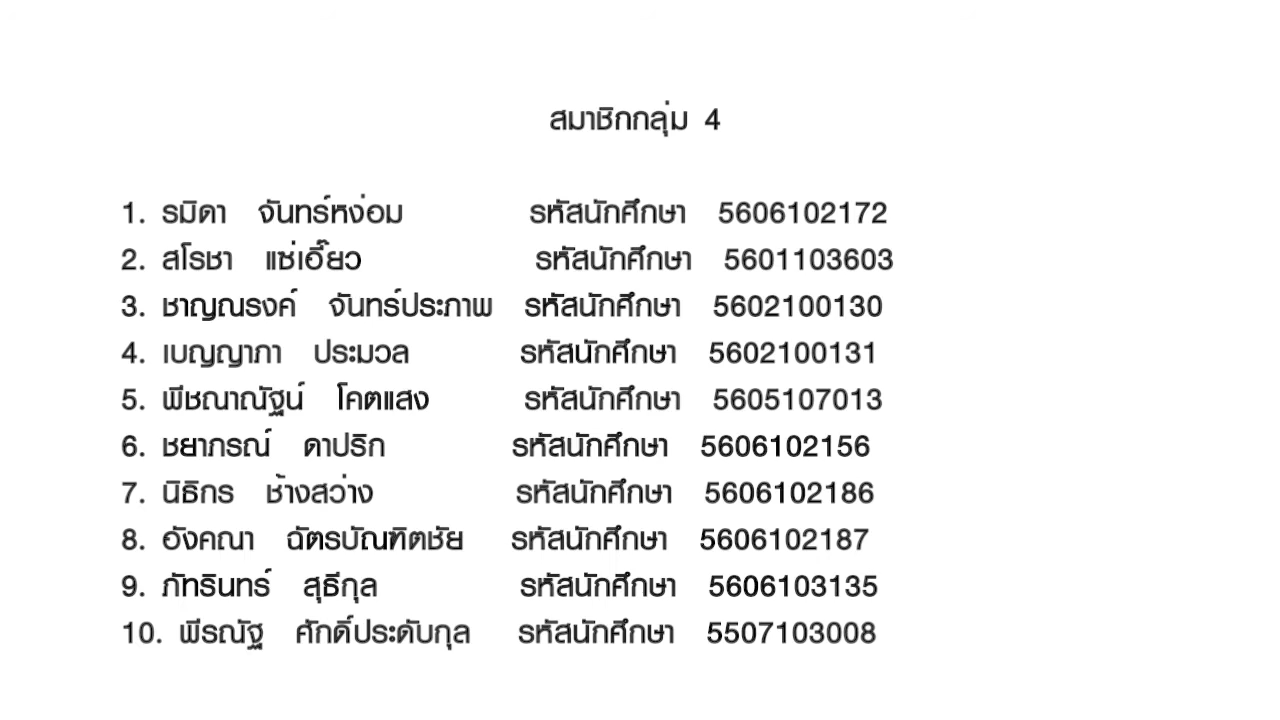 สมาชิกกลุ่ม 4
1. รมิดา จันทร์หง่อม รหัสนักศึกษา 5606102172
2. สโรชา แซ่เอี๊ยว รหัสนักศึกษา 5601103603
3. ชาญณรงค์ จันทร์ประภาพ รหัสนักศึกษา 5602100130
4. เบญญาภา ประมวล รหัสนักศึกษา 5602100131
5. พีชณาณัฐน์ โคตแสง รหัสนักศึกษา 5605107013
6. ชยาภรณ์ ดาปริก รหัสนักศึกษา 5606102156
7. นิธิกร ช้างสว่าง รหัสนักศึกษา 5606102186
8. อังคณา ฉัตรบัณฑิตชัย รหัสนักศึกษา 5606102187
9. ภัทรินทร์ สุธีกุล รหัสนักศึกษา 5606103135
10. พีรณัฐ ศักดิ์ประดับกุล รหัสนักศึกษา 5507103008